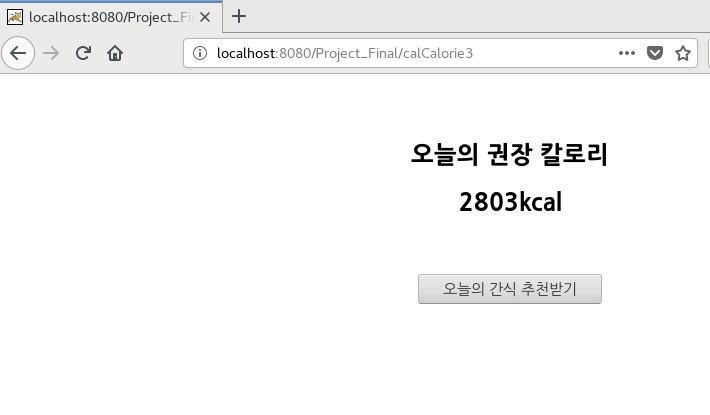 localhost:8080/Project_Fi
localhost:8080/Project_Final/calCalorie3
오늘의 권장 칼로리
2803kcal
오늘의 간식 추천받기